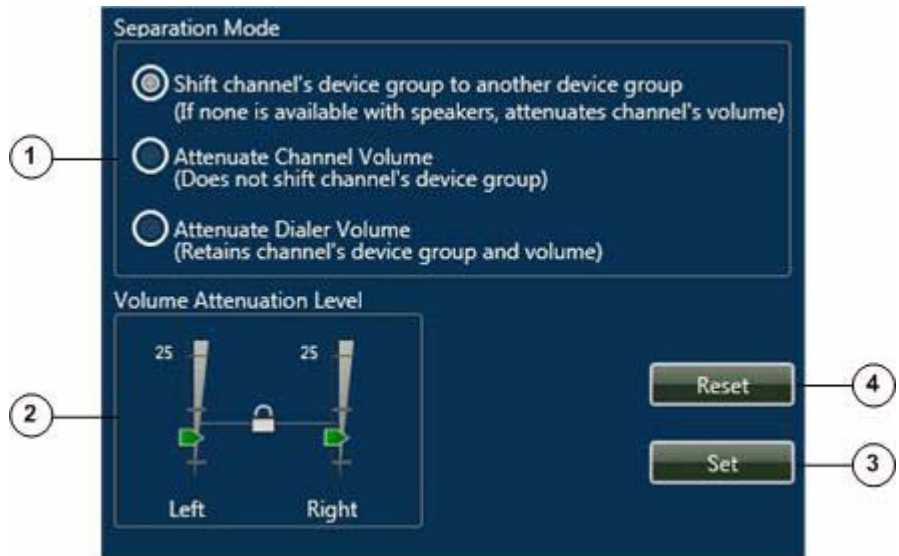 Separation Mode
Shift channel's device group to another device group
(If none is available with speakers, attenuates channel's volume)
1
Attenuate Channel Volume
(Does not shift channel's device group)
Attenuate Dialer Volume
(Retains channel's device group and volume)
Volume Attenuation Level
25 25
Reset
4
2
Set
3
Left Right